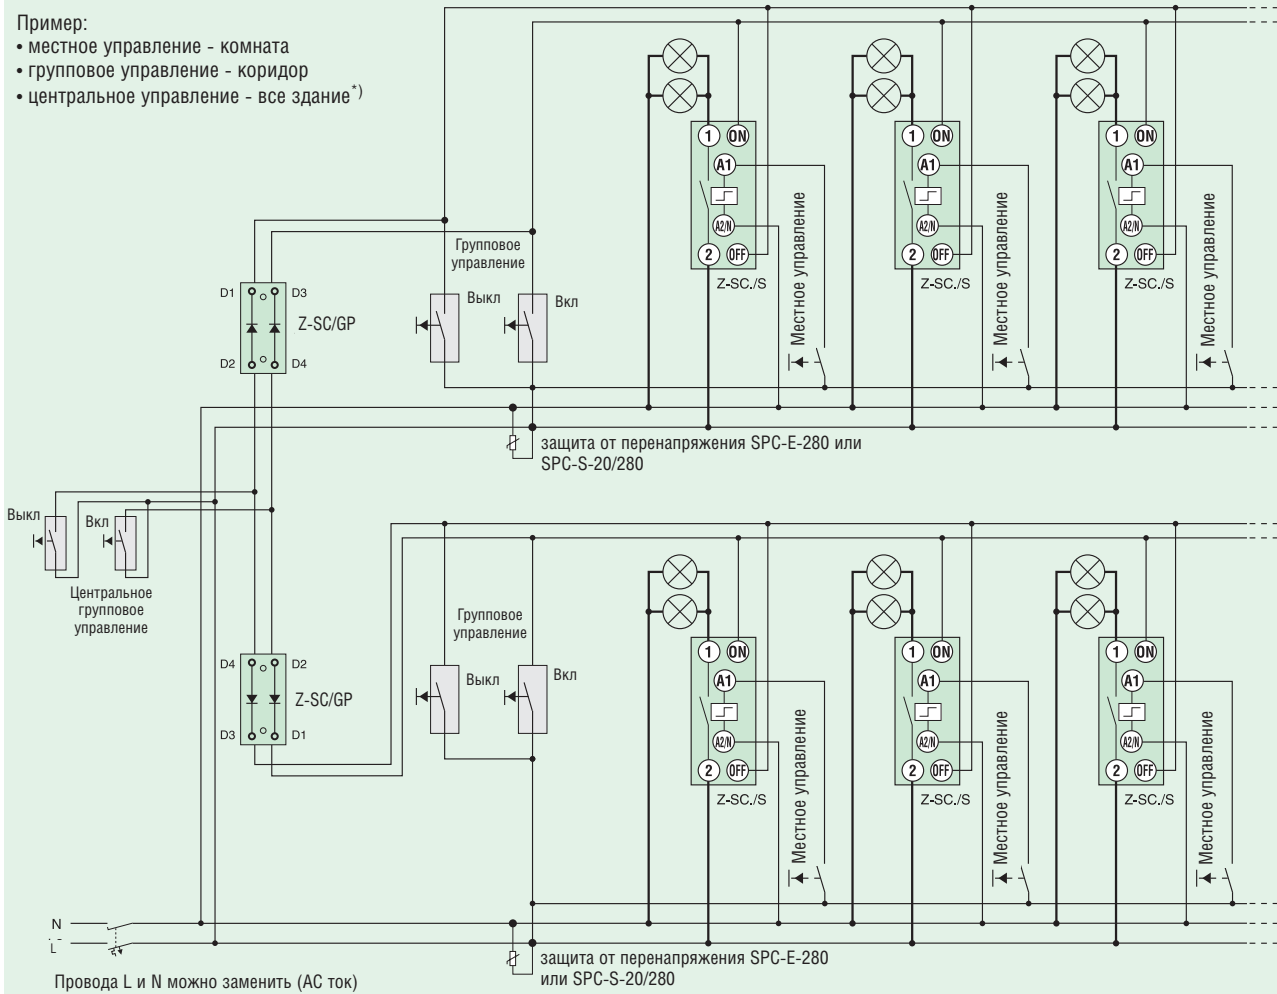 Пример:
• местное управление - комната
• групповое управление - коридор
• центральное управление - все здание*)
1 ON
A1
A2/N
2 OFF
Z-SC./S
Местное управление
1 ON
A1
A2/N
2 OFF
Z-SC./S
Местное управление
1 ON
A1
A2/N
2 OFF
Z-SC./S
Местное управление
Групповое
управление
Выкл
Вкл
D1 D3
Z-SC/GP
D2 D4
защита от перенапряжения SPC-E-280 или
SPC-S-20/280
Выкл
Вкл
Центральное
групповое
управление
D4 D2
Z-SC/GP
D3 D1
Групповое
управление
Выкл
Вкл
1 ON
A1
A2/N
2 OFF
Z-SC./S
Местное управление
1 ON
A1
A2/N
2 OFF
Z-SC./S
Местное управление
1 ON
A1
A2/N
2 OFF
Z-SC./S
Местное управление
N
L
защита от перенапряжения SPC-E-280
или SPC-S-20/280
Провода L и N можно заменить (AC ток)